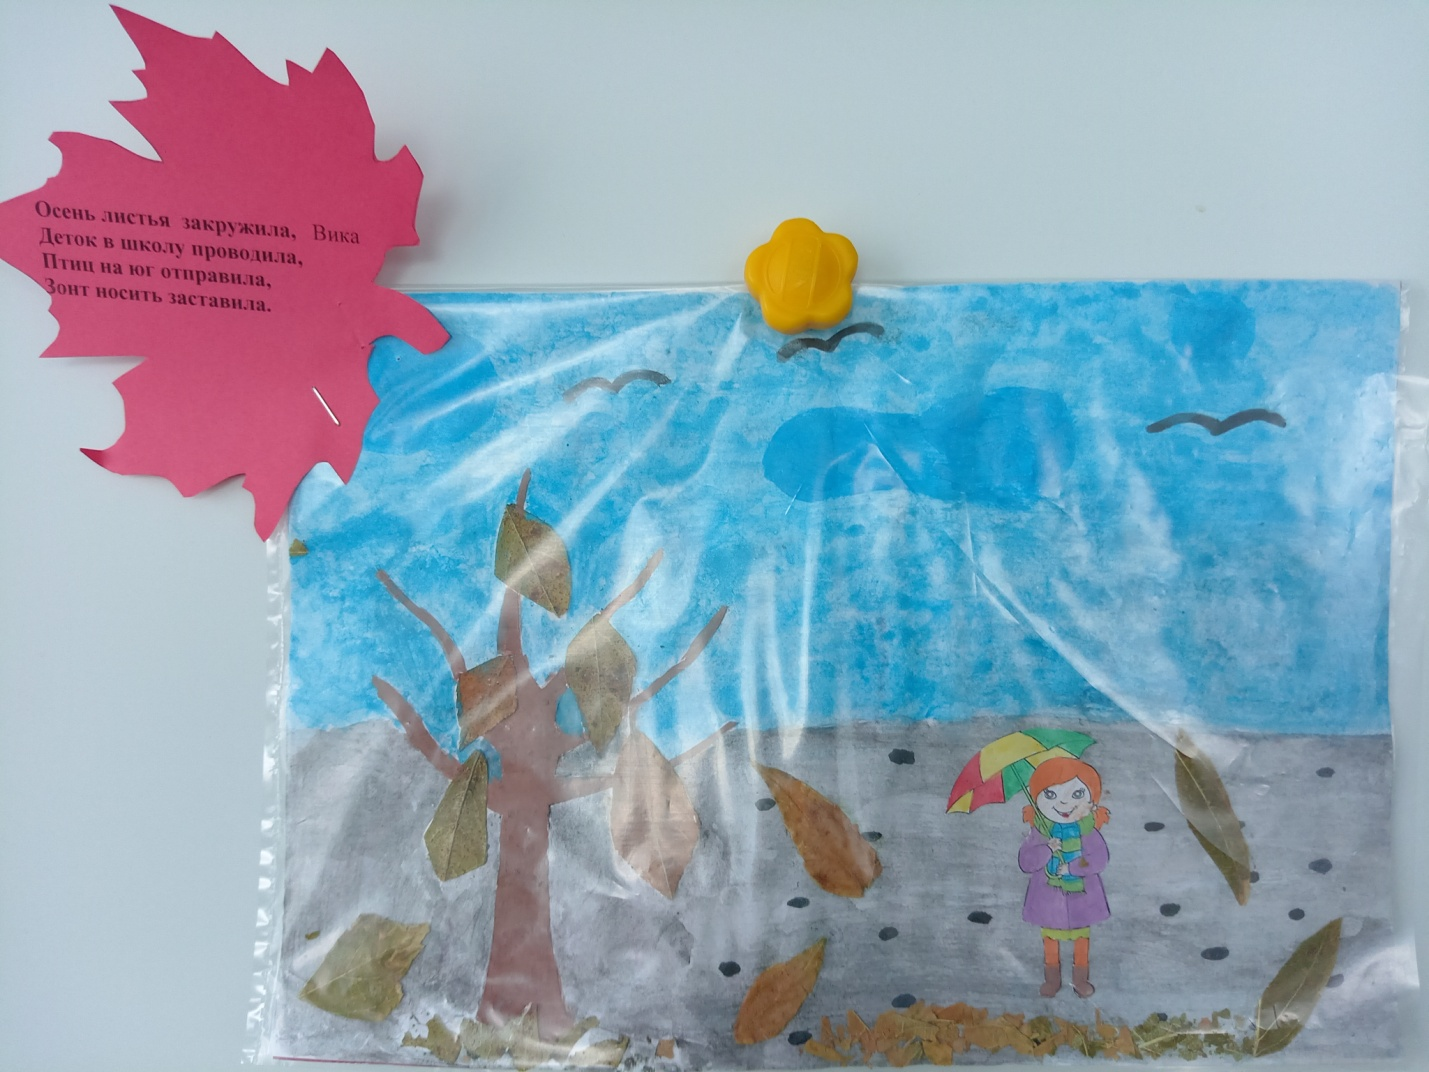 Осень листья закружила, Вика
Деток в школу проводила,
Птиц на юг отправила,
Зонт носить заставила.